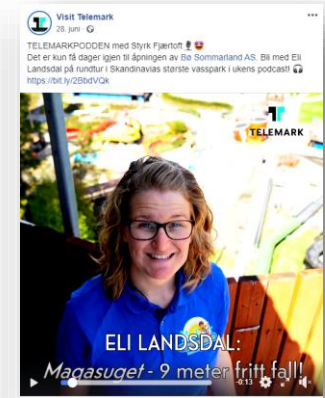 Visit Telemark
28. juni ·
TELEMARKPODDEN med Styrk Fjærtoft
Det er kun få dager igjen til åpningen av Bø Sommarland AS. Bli med Eli
Landsdal på rundtur i Skandinavias største vasspark i ukens podcast!
https://bit.ly/2BbdVQk
TELEMARK
ELI LANDSDAL:
Magasuget - 9 meter fritt fall!
-0:13